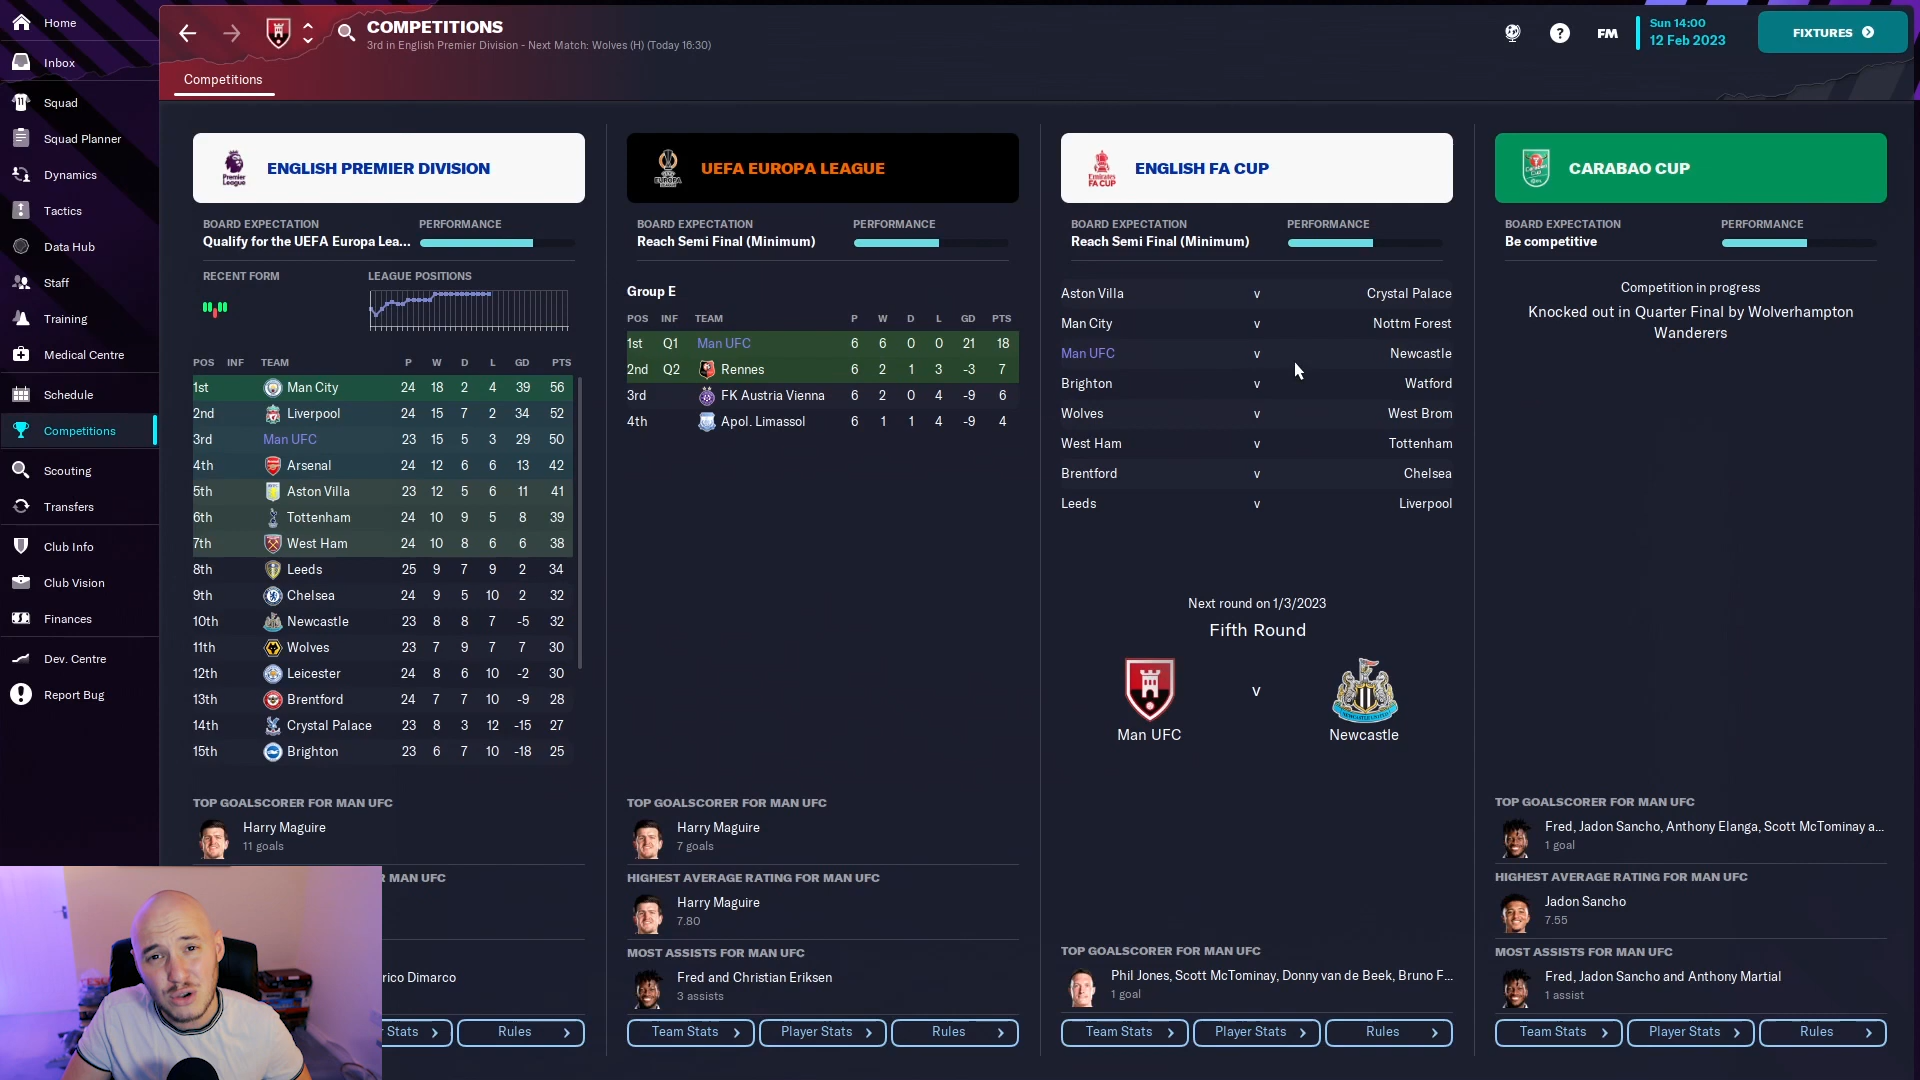 Home
Inbox
Squad
Squad Planner
Dynamics
Tactics
Data Hub
Staff
Training
Medical Centre
Schedule
Competitions
Scouting
Transfers
Club Info
Club Vision
Finances
Dev. Centre
Report Bug
COMPETITIONS
3rd in English Premier Division - Next Match: Wolves (H) (Today 16:30)
FM
Sun 14:00
12 Feb 2023
FIXTURES
Competitions
ENGLISH PREMIER DIVISION
BOARD EXPECTATION PERFORMANCE
Qualify for the UEFA Europa Lea...
RECENT FORM LEAGUE POSITIONS
POS INF TEAM P W D L GD PTS
1st Man City 24 18 2 4 39 56
2nd Liverpool 24 15 7 2 34 52
3rd Man UFC 23 15 5 3 29 50
4th Arsenal 24 12 6 6 13 42
5th Aston Villa 23 12 5 6 11 41
6th Tottenham 24 10 9 5 8 39
7th West Ham 24 10 8 6 6 38
8th Leeds 25 9 7 9 2 34
9th Chelsea 24 9 5 10 2 32
10th Newcastle 23 8 8 7 -5 32
11th Wolves 23 7 9 7 7 30
12th Leicester 24 8 6 10 -2 30
13th Brentford 24 7 7 10 -9 28
14th Crystal Palace 23 8 3 12 -15 27
15th Brighton 23 6 7 10 -18 25
TOP GOALSCORER FOR MAN UFC
Harry Maguire
11 goals
R MAN UFC
rico Dimarco
Stats Rules
UEFA EUROPA LEAGUE
BOARD EXPECTATION PERFORMANCE
Reach Semi Final (Minimum)
Group E
POS INF TEAM P W D L GD PTS
1st Q1 Man UFC 6 6 0 0 21 18
2nd Q2 Rennes 6 2 1 3 -3 7
3rd FK Austria Vienna 6 2 0 4 -9 6
4th Apol. Limassol 6 1 1 4 -9 4
TOP GOALSCORER FOR MAN UFC
Harry Maguire
7 goals
HIGHEST AVERAGE RATING FOR MAN UFC
Harry Maguire
7.80
MOST ASSISTS FOR MAN UFC
Fred and Christian Eriksen
3 assists
Team Stats Player Stats Rules
Emirates
FA CUP
ENGLISH FA CUP
BOARD EXPECTATION PERFORMANCE
Reach Semi Final (Minimum)
Aston Villa v Crystal Palace
Man City v Nottm Forest
Man UFC v Newcastle
Brighton v Watford
Wolves v West Brom
West Ham v Tottenham
Brentford v Chelsea
Leeds v Liverpool
Next round on 1/3/2023
Fifth Round
v
Man UFC Newcastle
TOP GOALSCORER FOR MAN UFC
Phil Jones, Scott McTominay, Donny van de Beek, Bruno F...
1 goal
Team Stats Player Stats Rules
CARABAO CUP
BOARD EXPECTATION PERFORMANCE
Be competitive
Competition in progress
Knocked out in Quarter Final by Wolverhampton
Wanderers
TOP GOALSCORER FOR MAN UFC
Fred, Jadon Sancho, Anthony Elanga, Scott McTominay a...
1 goal
HIGHEST AVERAGE RATING FOR MAN UFC
Jadon Sancho
7.55
MOST ASSISTS FOR MAN UFC
Fred, Jadon Sancho and Anthony Martial
1 assist
Team Stats Player Stats Rules